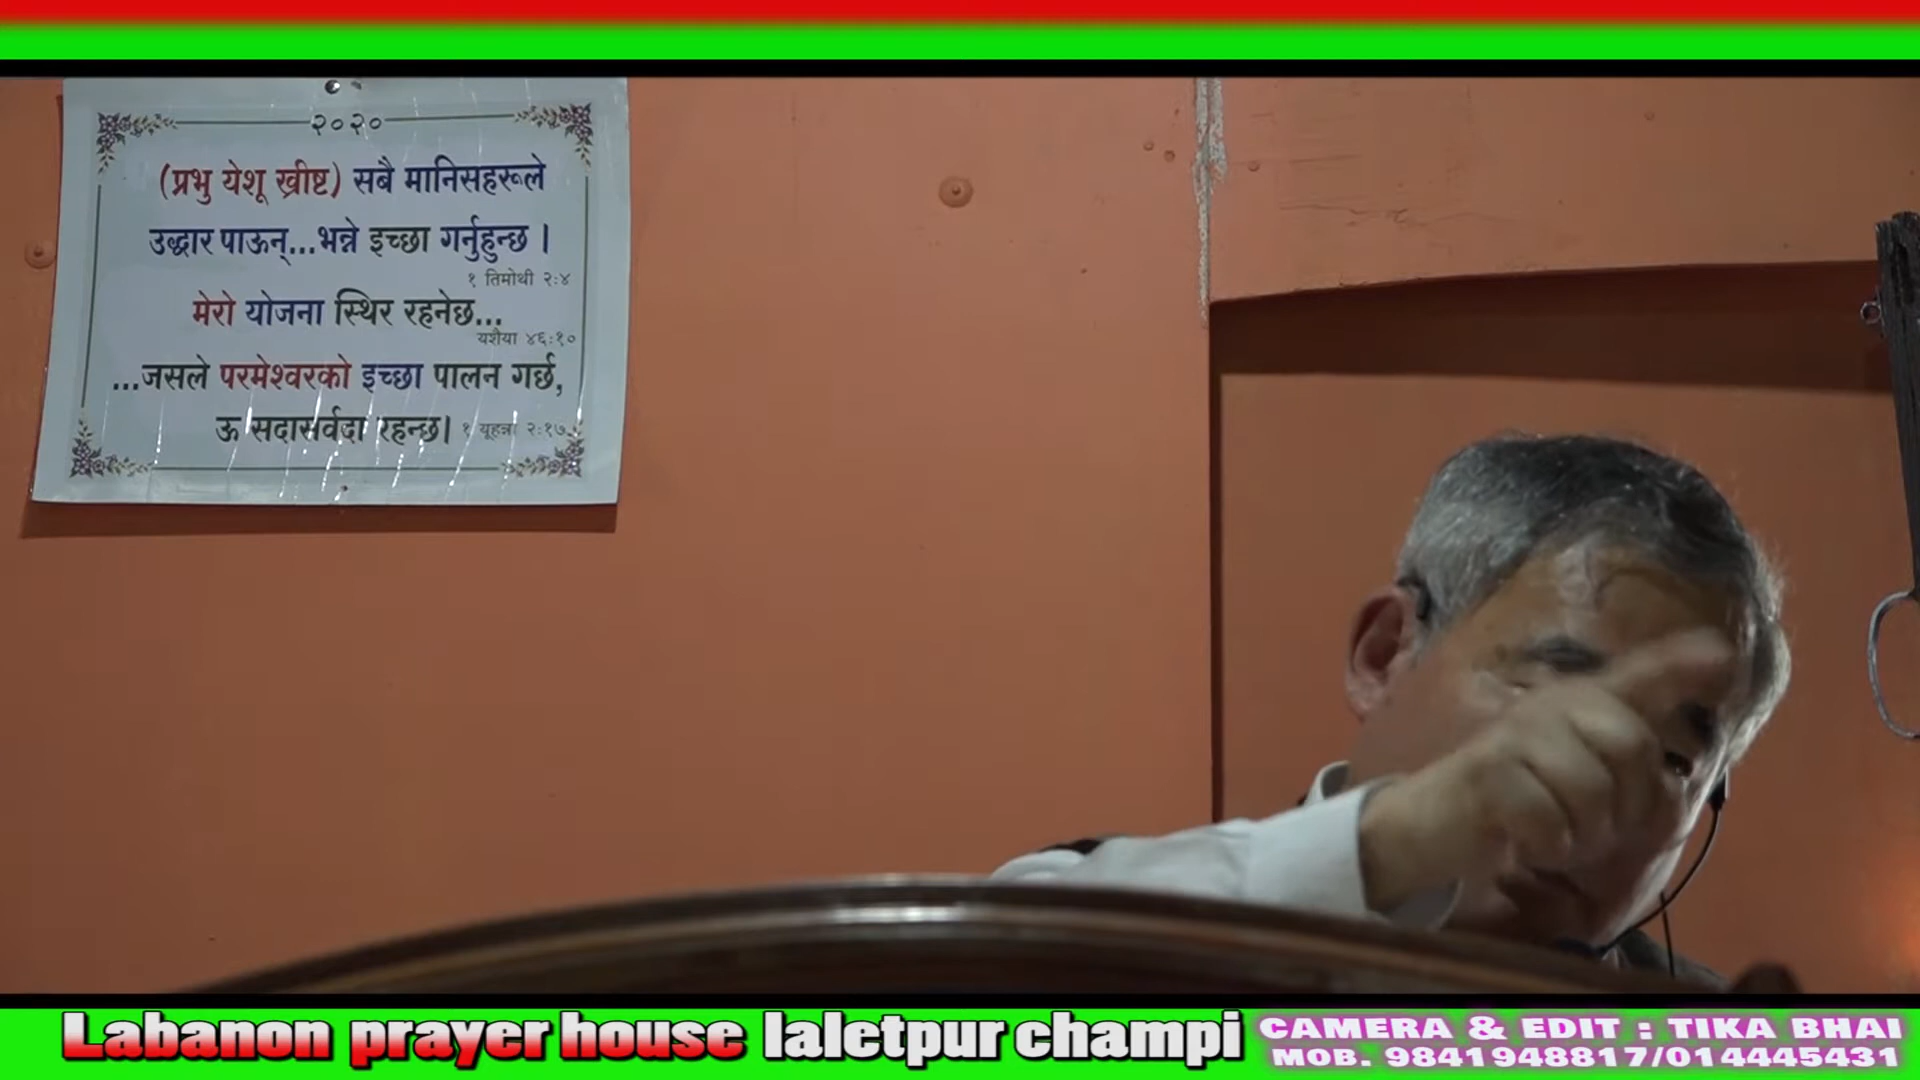 २०२०
(प्रभु येशू ख्रीष्ट) सबै मानिसहरूले
उद्धार पाऊन्...भन्ने इच्छा गर्नुहुन्छ।
१ तिमोथी २:४
मेरो योजना स्थिर रहनेछ...
यशैया ४६:१०
...जसले परमेश्वरको इच्छा पालन गर्छ,
ऊ सदासर्वदा रहन्छ। १ यूहन्ना २:१७
Labanon prayer house laletpur champi
CAMERA & EDIT : TIKA BHAI
MOB. 9841948817/014445431